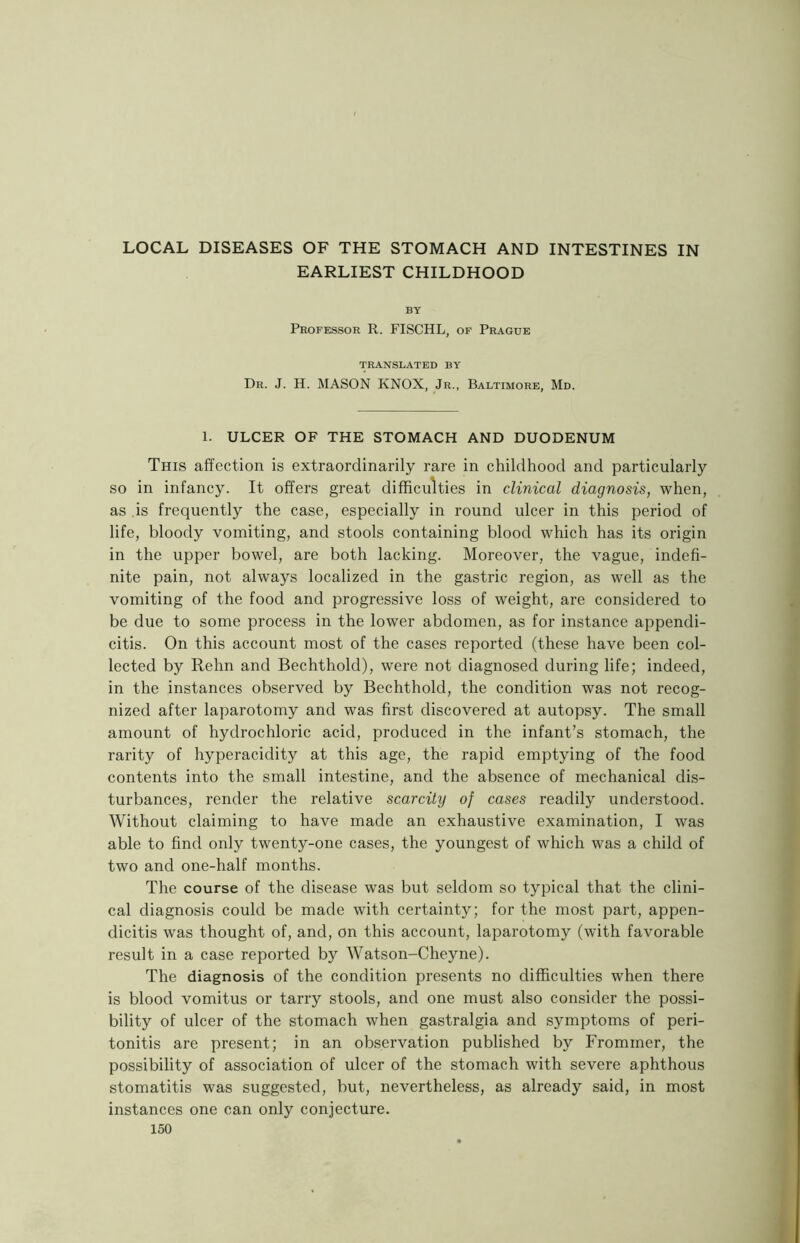 LOCAL DISEASES OF THE STOMACH AND INTESTINES IN
EARLIEST CHILDHOOD
BY
PROFESSOR R. FISCHL, OF PRAGUE
TRANSLATED BY
DR. J. H. MASON KNOX, JR., BALTIMORE, MD.
1. ULCER OF THE STOMACH AND DUODENUM
THIS affection is extraordinarily rare in childhood and particularly
so in infancy. It offers great difficulties in clinical diagnosis, when,
as is frequently the case, especially in round ulcer in this period of
life, bloody vomiting, and stools containing blood which has its origin
in the upper bowel, are both lacking. Moreover, the vague, indefi-
nite pain, not always localized in the gastric region, as well as the
vomiting of the food and progressive loss of weight, are considered to
be due to some process in the lower abdomen, as for instance appendi-
citis. On this account most of the cases reported (these have been col-
lected by Rehn and Bechthold), were not diagnosed during life; indeed,
in the instances observed by Bechthold, the condition was not recog-
nized after laparotomy and was first discovered at autopsy. The small
amount of hydrochloric acid, produced in the infant's stomach, the
rarity of hyperacidity at this age, the rapid emptying of the food
contents into the small intestine, and the absence of mechanical dis-
turbances, render the relative scarcity of cases readily understood.
Without claiming to have made an exhaustive examination, I was
able to find only twenty-one cases, the youngest of which was a child of
two and one-half months.
The course of the disease was but seldom so typical that the clini-
cal diagnosis could be made with certainty; for the most part, appen-
dicitis was thought of, and, on this account, laparotomy (with favorable
result in a case reported by Watson-Cheyne).
The diagnosis of the condition presents no difficulties when there
is blood vomitus or tarry stools, and one must also consider the possi-
bility of ulcer of the stomach when gastralgia and symptoms of peri-
tonitis are present; in an observation published by Frommer, the
possibility of association of ulcer of the stomach with severe aphthous
stomatitis was suggested, but, nevertheless, as already said, in most
instances one can only conjecture.
150